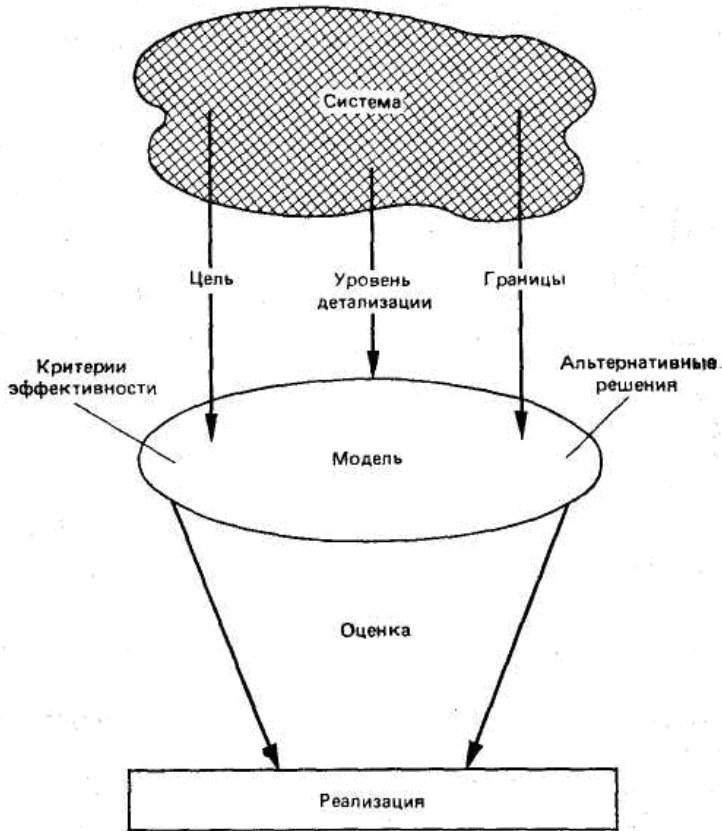 Система
Цель
Уровень
детализации
Границы
Критерии
эффективности
Альтернативные
решения
Модель
Оценка
Реализация